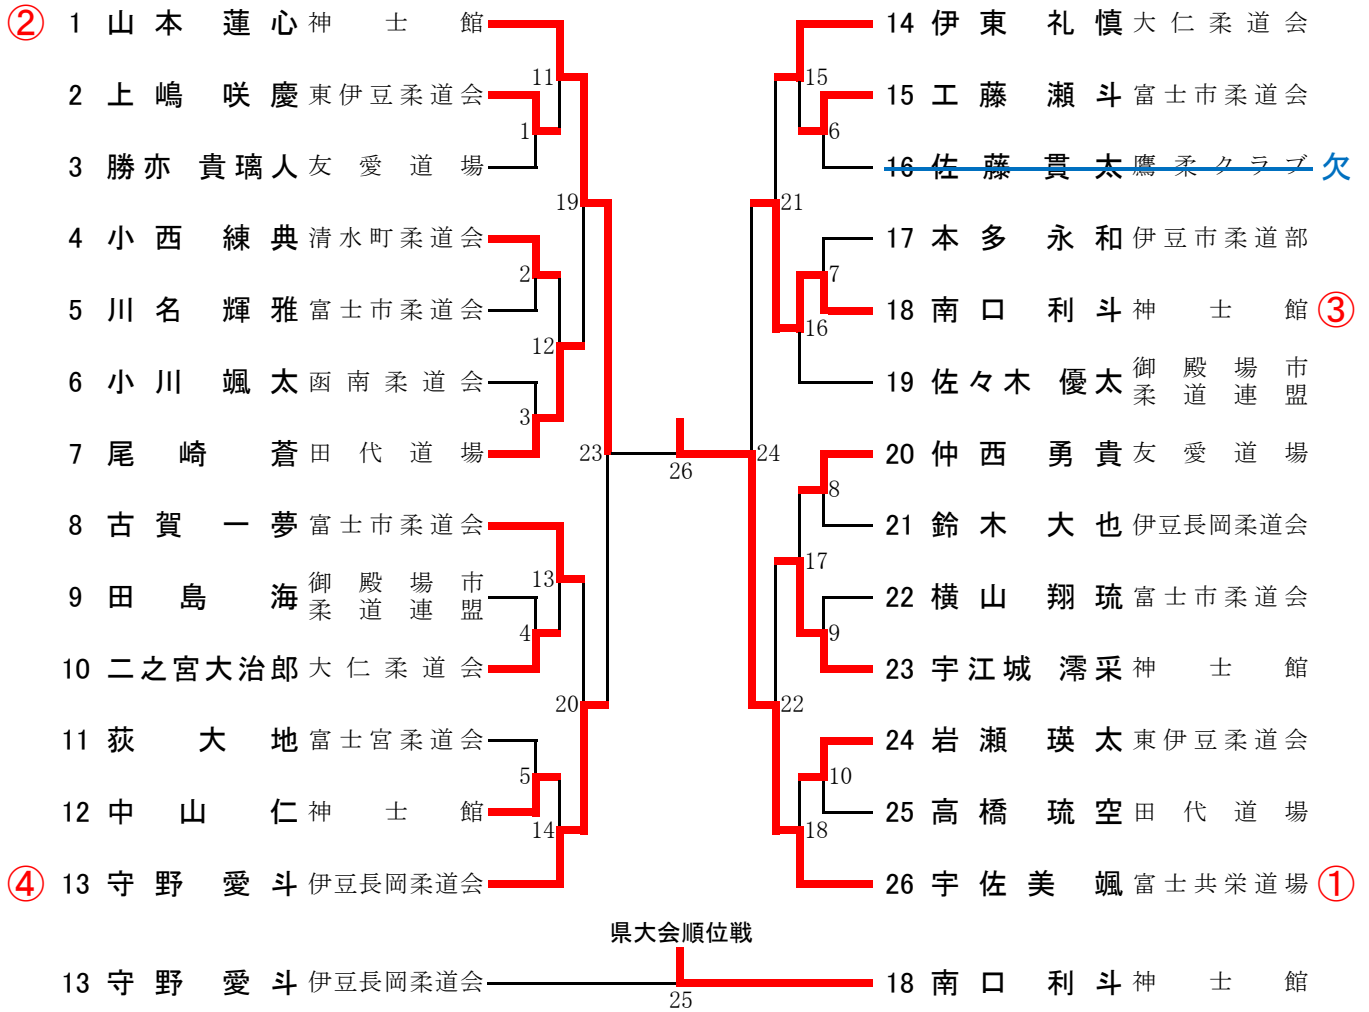 ② 1 山本 蓮心 神士館
2 上嶋 咲慶 東伊豆柔道会
3 勝亦 貴璃人 友愛道場
4 小西 練典 清水町柔道会
5 川名 輝雅 富士市柔道会
6 小川 颯太 函南柔道会
7 尾崎 蒼 田代道場
8 古賀 一夢 富士市柔道会
9 田島 海 御殿場市柔道連盟
10 二之宮大治郎 大仁柔道会
11 荻 大地 富士宮柔道会
12 中山 仁 神士館
④ 13 守野 愛斗 伊豆長岡柔道会
11
1
19
2
12
3
23
13
4
20
5
14
26
15
6
21
7
16
24
8
17
9
22
10
18
14 伊東 礼慎 大仁柔道会
15 工藤 瀬斗 富士市柔道会
16 佐藤 貫太 鷹柔クラブ 欠
17 本多 永和 伊豆市柔道部
18 南口 利斗 神士館 ③
19 佐々木 優太 御殿場市柔道連盟
20 仲西 勇貴 友愛道場
21 鈴木 大也 伊豆長岡柔道会
22 横山 翔琉 富士市柔道会
23 宇江城 澪采 神士館
24 岩瀬 瑛太 東伊豆柔道会
25 高橋 琉空 田代道場
26 宇佐美 颯 富士共栄道場 ①
県大会順位戦
13 守野 愛斗 伊豆長岡柔道会
25
18 南口 利斗 神士館